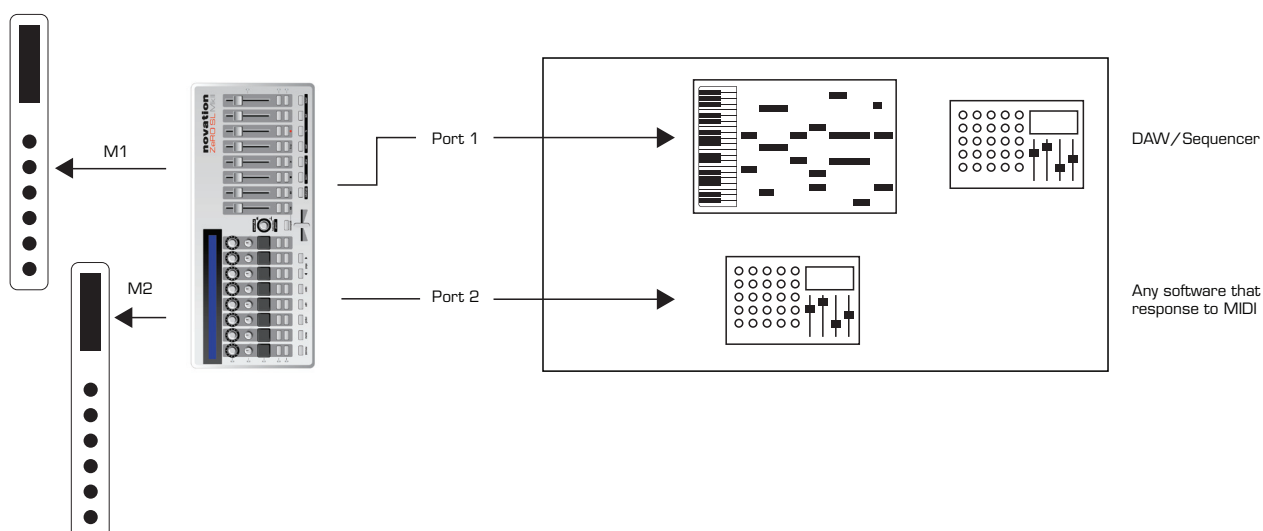 M1
novation
ZeRO SL MkII
Port 1
DAW/Sequencer
M2
Port 2
Any software that
response to MIDI